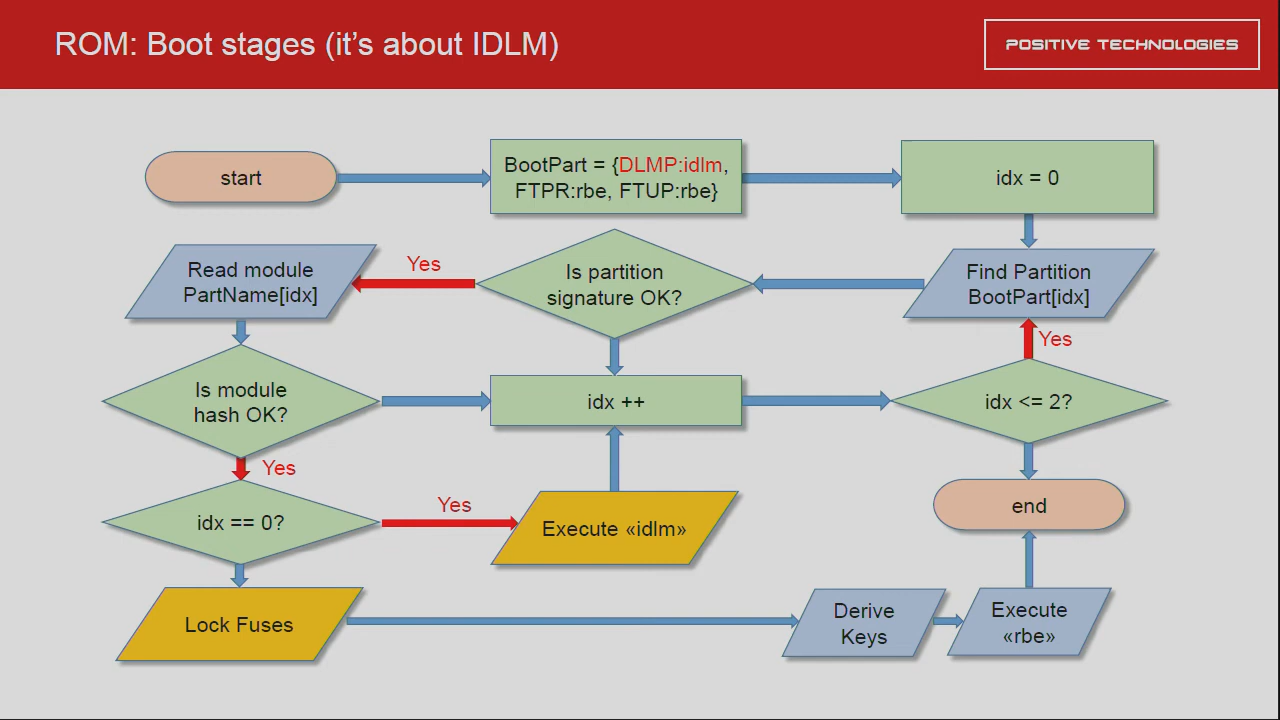 ROM: Boot stages (it’s about IDLM)
POSITIVE TECHNOLOGIES
start
BootPart = {DLMP:idlm,
FTPR:rbe, FTUP:rbe}
idx = 0
Read module
PartName[idx]
Yes
Is partition
signature OK?
Find Partition
BootPart[idx]
Yes
Is module
hash OK?
idx ++
idx <= 2?
Yes
idx == 0?
Yes
Execute «idlm»
end
Lock Fuses
Derive
Keys
Execute
«rbe»